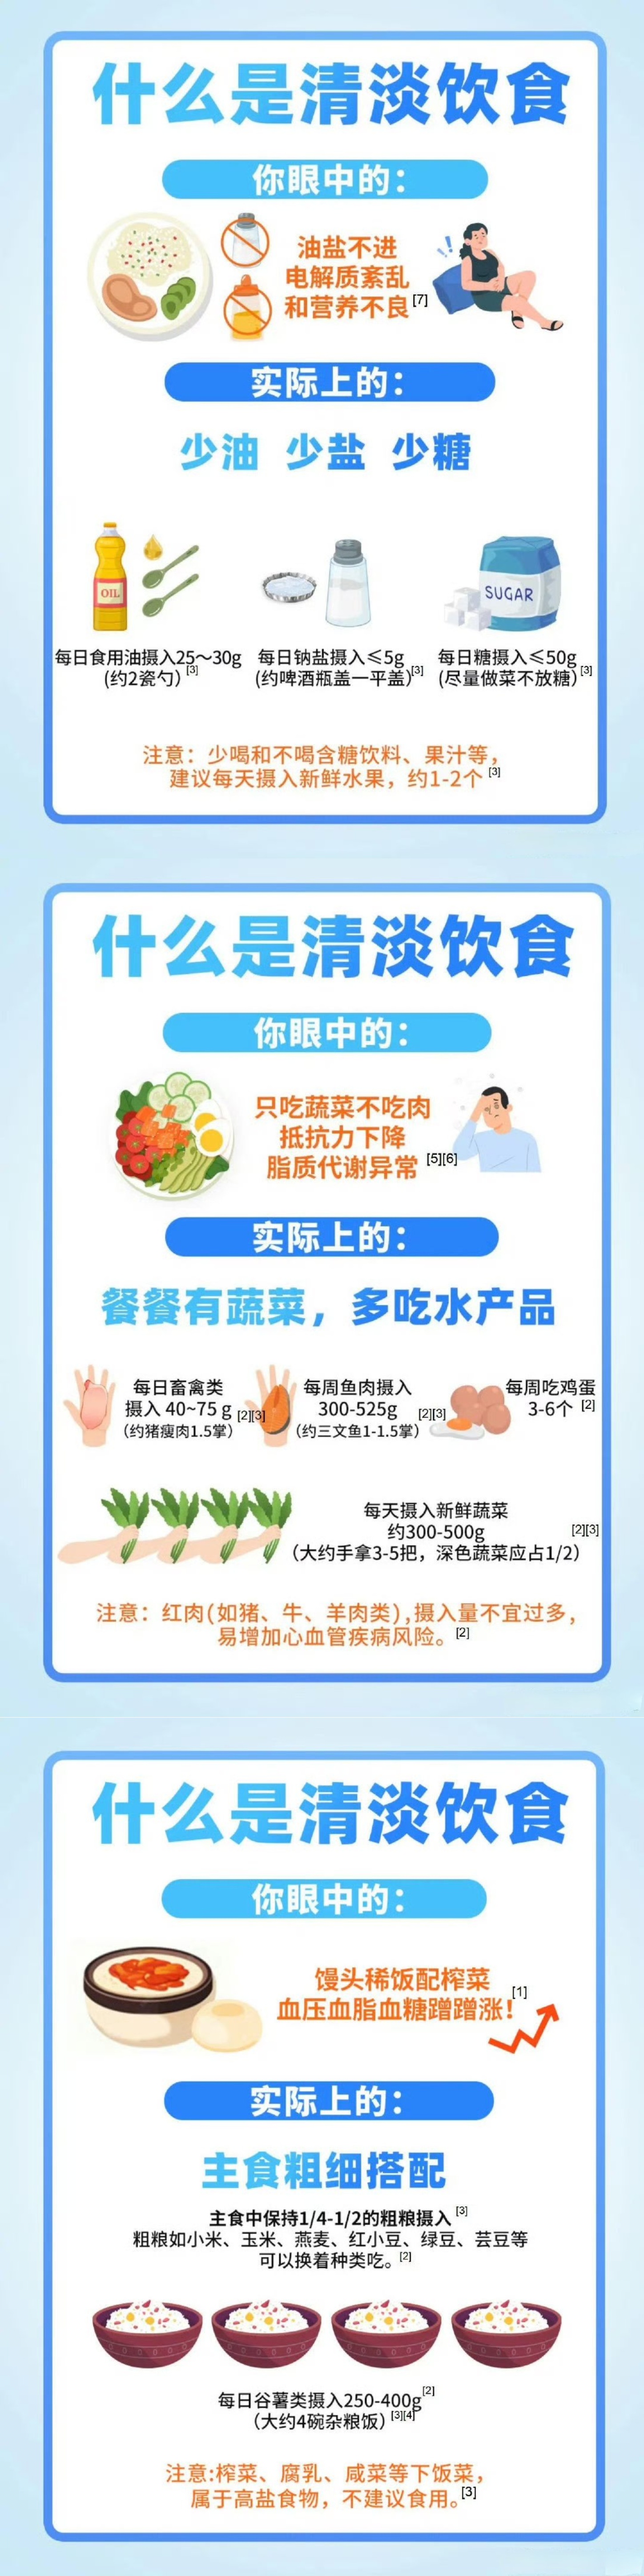 什么是清淡饮食
你眼中的：
油盐不进
电解质紊乱
和营养不良[7]
实际上的：
少油 少盐 少糖
OIL
SUGAR
每日食用油摄入25～30g
(约2瓷勺)[3]
每日钠盐摄入≤5g
(约啤酒瓶盖一平盖)[3]
每日糖摄入≤50g
(尽量做菜不放糖)[3]
注意：少喝和不喝含糖饮料、果汁等，
建议每天摄入新鲜水果，约1-2个[3]
什么是清淡饮食
你眼中的：
只吃蔬菜不吃肉
抵抗力下降
脂质代谢异常[5][6]
实际上的：
餐餐有蔬菜，多吃水产品
每日畜禽类
摄入 40~75 g[2][3]
（约猪瘦肉1.5掌）
每周鱼肉摄入
300-525g[2][3]
（约三文鱼1-1.5掌）
每周吃鸡蛋
3-6个[2]
每天摄入新鲜蔬菜
约300-500g[2][3]
（大约手拿3-5把，深色蔬菜应占1/2）
注意：红肉(如猪、牛、羊肉类),摄入量不宜过多，
易增加心血管疾病风险。[2]
什么是清淡饮食
你眼中的：
馒头稀饭配榨菜
血压血脂血糖蹭蹭涨！[1]
实际上的：
主食粗细搭配
主食中保持1/4-1/2的粗粮摄入[3]
粗粮如小米、玉米、燕麦、红小豆、绿豆、芸豆等
可以换着种类吃。[2]
每日谷薯类摄入250-400g[2]
（大约4碗杂粮饭）[3][4]
注意:榨菜、腐乳、咸菜等下饭菜，
属于高盐食物，不建议食用。[3]